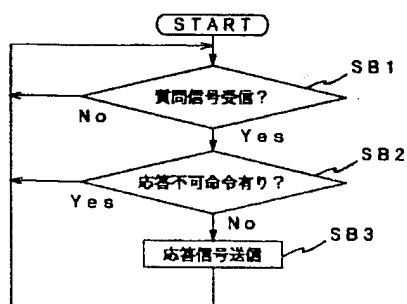 START
SB1
質問信号受信?
No
Yes
SB2
応答不可命令有り?
Yes
No
SB3
応答信号送信